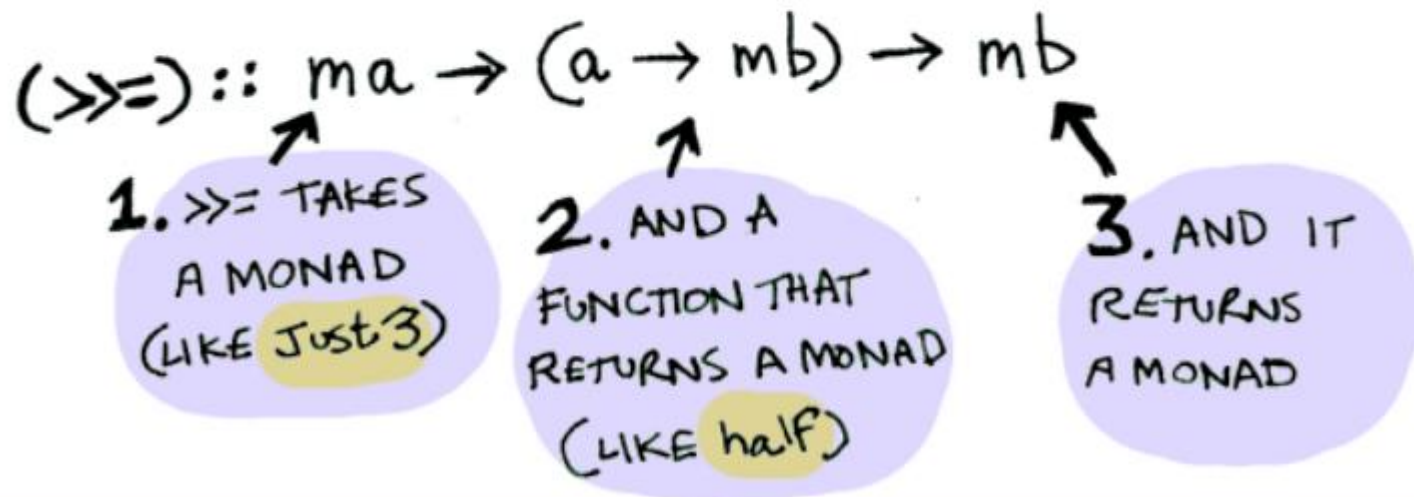 (>>=) :: ma → (a → mb) → mb
1. >>= TAKES
A MONAD
(LIKE Just 3)
2. AND A
FUNCTION THAT
RETURNS A MONAD
(LIKE half)
3. AND IT
RETURNS
A MONAD